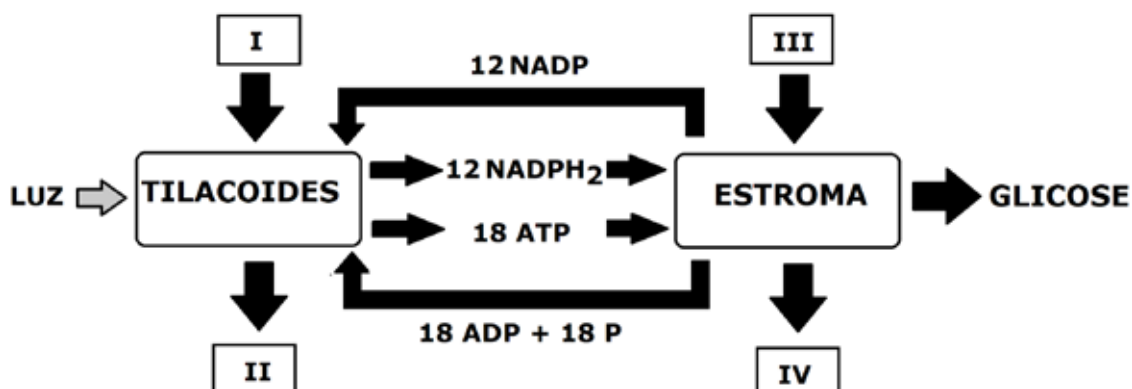 I
III
12 NADP
LUZ
TILACOIDES
12 NADPH₂
ESTROMA
GLICOSE
18 ATP
18 ADP + 18 P
II
IV